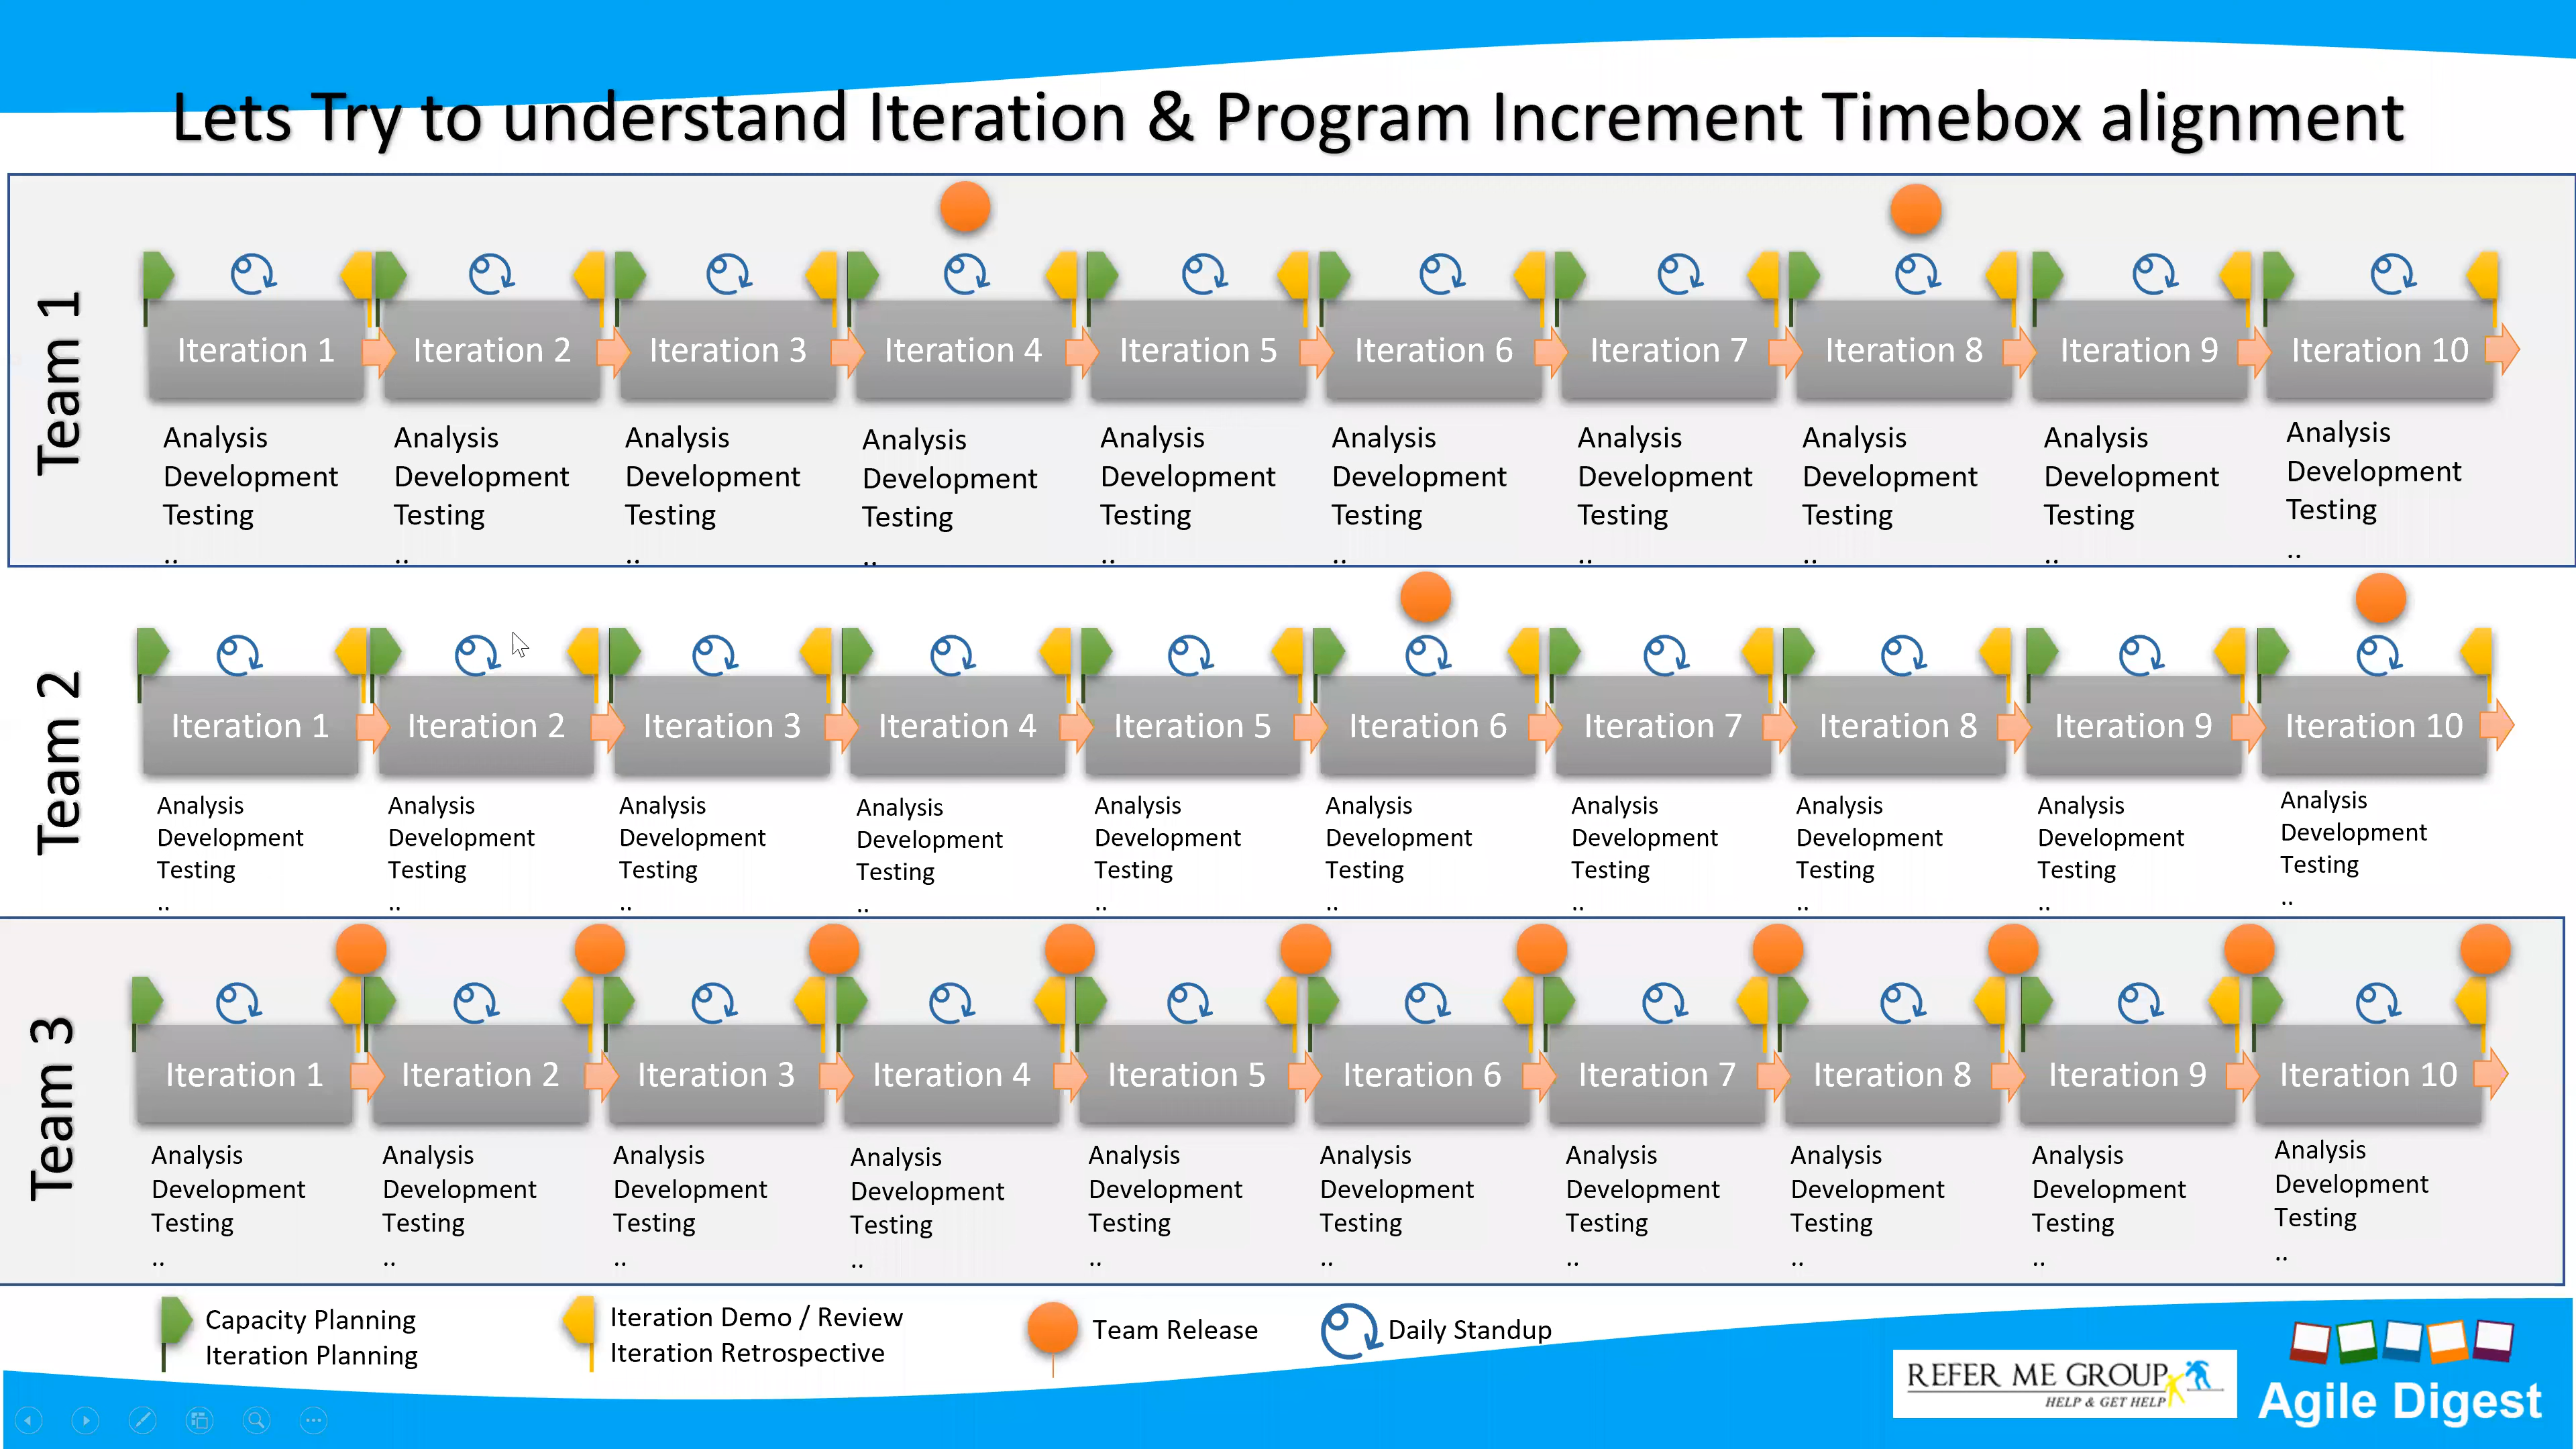 Lets Try to understand Iteration & Program Increment Timebox alignment
Team 1
Iteration 1 Iteration 2 Iteration 3 Iteration 4 Iteration 5 Iteration 6 Iteration 7 Iteration 8 Iteration 9 Iteration 10
Analysis Analysis Analysis Analysis Analysis Analysis Analysis Analysis Analysis Analysis
Development Development Development Development Development Development Development Development Development Development
Testing Testing Testing Testing Testing Testing Testing Testing Testing Testing
.. .. .. .. .. .. .. .. .. ..
Team 2
Iteration 1 Iteration 2 Iteration 3 Iteration 4 Iteration 5 Iteration 6 Iteration 7 Iteration 8 Iteration 9 Iteration 10
Analysis Analysis Analysis Analysis Analysis Analysis Analysis Analysis Analysis Analysis
Development Development Development Development Development Development Development Development Development Development
Testing Testing Testing Testing Testing Testing Testing Testing Testing Testing
.. .. .. .. .. .. .. .. .. ..
Team 3
Iteration 1 Iteration 2 Iteration 3 Iteration 4 Iteration 5 Iteration 6 Iteration 7 Iteration 8 Iteration 9 Iteration 10
Analysis Analysis Analysis Analysis Analysis Analysis Analysis Analysis Analysis Analysis
Development Development Development Development Development Development Development Development Development Development
Testing Testing Testing Testing Testing Testing Testing Testing Testing Testing
.. .. .. .. .. .. .. .. .. ..
Capacity Planning
Iteration Planning
Iteration Demo / Review
Iteration Retrospective
Team Release
Daily Standup
REFER ME GROUP
HELP & GET HELP
Agile Digest